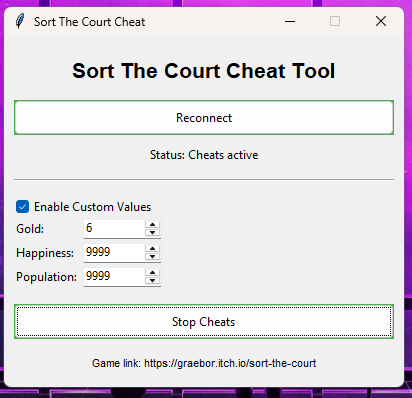 Sort The Court Cheat
Sort The Court Cheat Tool
Reconnect
Status: Cheats active
Enable Custom Values
Gold: 6
Happiness: 9999
Population: 9999
Stop Cheats
Game link: https://graebor.itch.io/sort-the-court